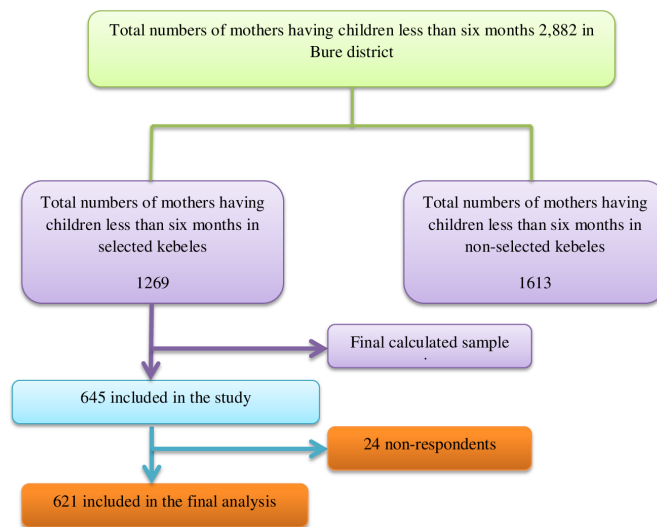 Total numbers of mothers having children less than six months 2,882 in
Bure district
Total numbers of mothers having
children less than six months in
selected kebeles
1269
Total numbers of mothers having
children less than six months in
non-selected kebeles
1613
Final calculated sample
.
645 included in the study
24 non-respondents
621 included in the final analysis